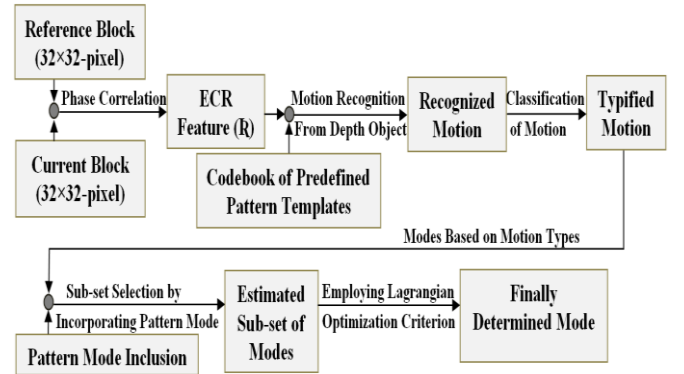 Reference Block
(32×32-pixel)
Phase Correlation
Current Block
(32×32-pixel)
ECR
Feature (R)
Motion Recognition
From Depth Object
Codebook of Predefined
Pattern Templates
Recognized
Motion
Classification
of Motion
Typified
Motion
Modes Based on Motion Types
Sub-set Selection by
Incorporating Pattern Mode
Pattern Mode Inclusion
Estimated
Sub-set of
Modes
Employing Lagrangian
Optimization Criterion
Finally
Determined Mode